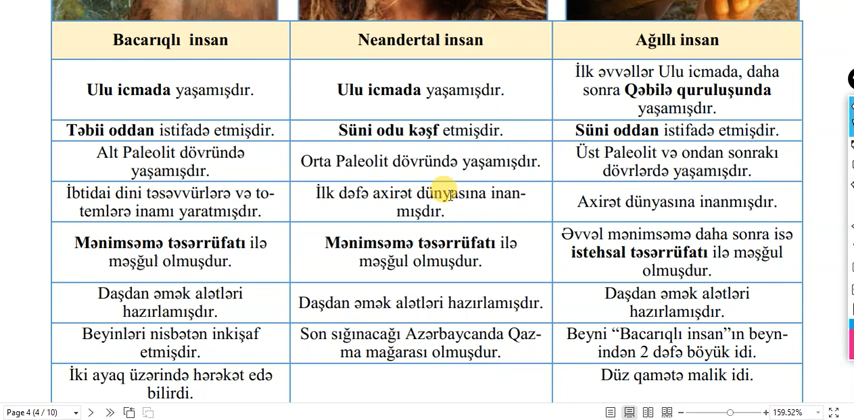 Bacarıqlı insan
Neandertal insan
Ağıllı insan
Ulu icmada yaşamışdır.
Ulu icmada yaşamışdır.
İlk əvvəllər Ulu icmada, daha
sonra Qəbilə quruluşunda
yaşamışdır.
Təbii oddan istifadə etmişdir.
Süni odu kəşf etmişdir.
Süni oddan istifadə etmişdir.
Alt Paleolit dövründə
yaşamışdır.
Orta Paleolit dövründə yaşamışdır.
Üst Paleolit və ondan sonrakı
dövrlərdə yaşamışdır.
İbtidai dini təsəvvürlərə və to-
temlərə inamı yaratmışdır.
İlk dəfə axirət dünyasına inan-
mışdır.
Axirət dünyasına inanmışdır.
Mənimsəmə təsərrüfatı ilə
məşğul olmuşdur.
Mənimsəmə təsərrüfatı ilə
məşğul olmuşdur.
Əvvəl mənimsəmə daha sonra isə
istehsal təsərrüfatı ilə məşğul
olmuşdur.
Daşdan əmək alətləri
hazırlamışdır.
Daşdan əmək alətləri hazırlamışdır.
Daşdan əmək alətləri
hazırlamışdır.
Beyinləri nisbətən inkişaf
etmişdir.
Son sığınacağı Azərbaycanda Qaz-
ma mağarası olmuşdur.
Beyni “Bacarıqlı insan”ın beyn-
indən 2 dəfə böyük idi.
İki ayaq üzərində hərəkət edə
bilirdi.
Düz qamətə malik idi.
Page 4 (4 / 10)
159.52%